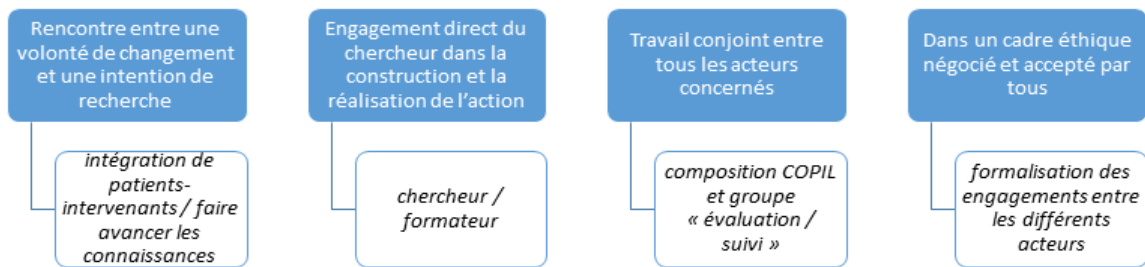 Rencontre entre une
volonté de changement
et une intention de
recherche
intégration de
patients-
intervenants / faire
avancer les
connaissances
Engagement direct du
chercheur dans la
construction et la
réalisation de l’action
chercheur /
formateur
Travail conjoint entre
tous les acteurs
concernés
composition COPIL
et groupe
« évaluation /
suivi »
Dans un cadre éthique
négocié et accepté par
tous
formalisation des
engagements entre
les différents
acteurs